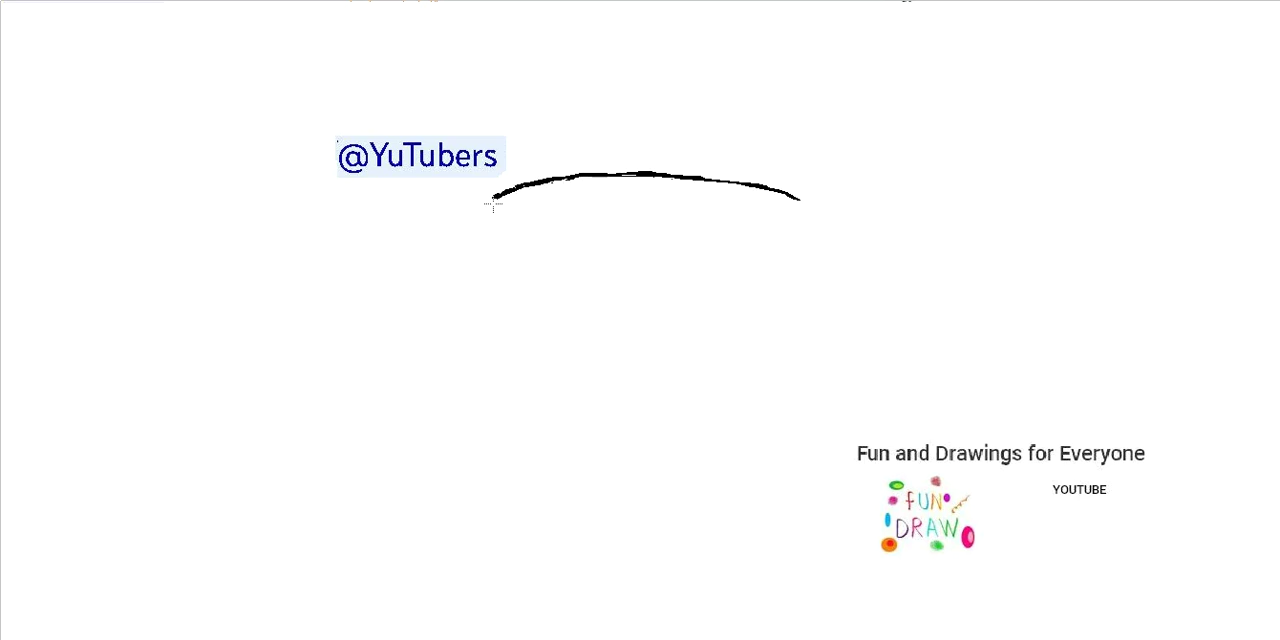 @YuTubers
Fun and Drawings for Everyone
YOUTUBE
fUN
DRAW